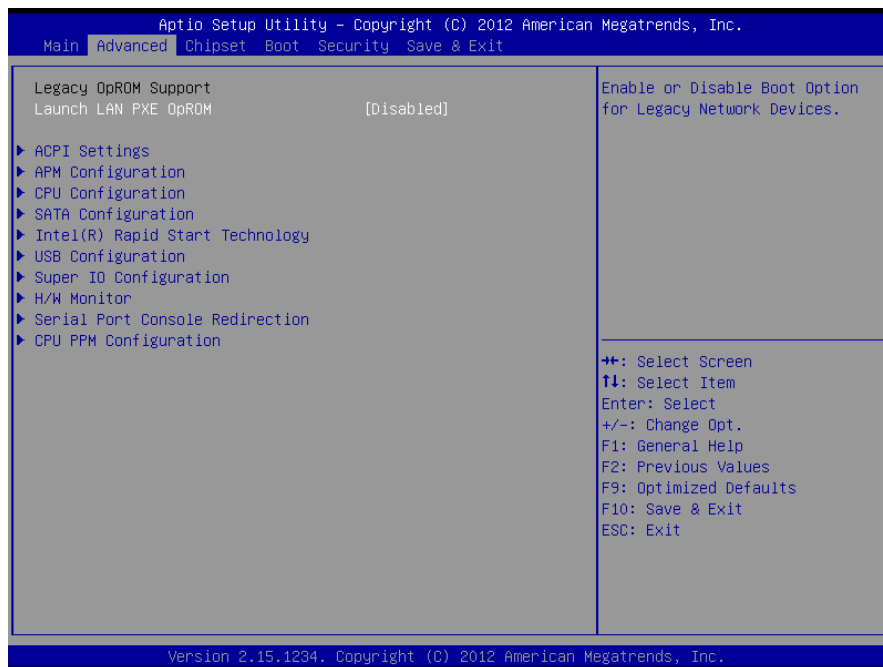 Aptio Setup Utility – Copyright (C) 2012 American Megatrends, Inc.
Main Advanced Chipset Boot Security Save & Exit
Legacy OpROM Support
Launch LAN PXE OpROM [Disabled]
ACPI Settings
APM Configuration
CPU Configuration
SATA Configuration
Intel(R) Rapid Start Technology
USB Configuration
Super IO Configuration
H/W Monitor
Serial Port Console Redirection
CPU PPM Configuration
Enable or Disable Boot Option
for Legacy Network Devices.
→←: Select Screen
↑↓: Select Item
Enter: Select
+/-: Change Opt.
F1: General Help
F2: Previous Values
F9: Optimized Defaults
F10: Save & Exit
ESC: Exit
Version 2.15.1234. Copyright (C) 2012 American Megatrends, Inc.